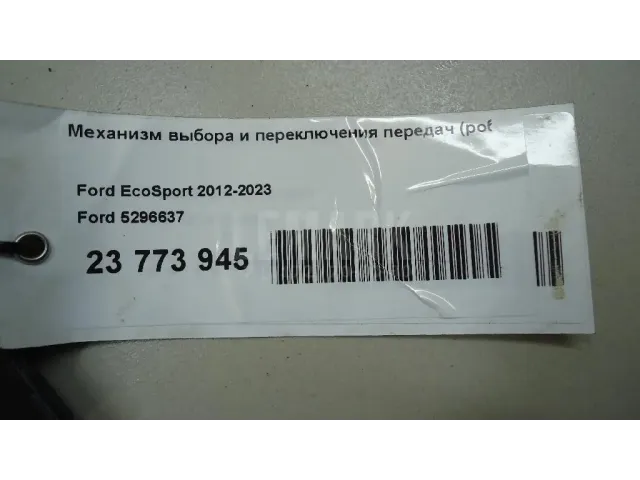 Механизм выбора и переключения передач (роб
Ford EcoSport 2012-2023
Ford 5296637
23 773 945